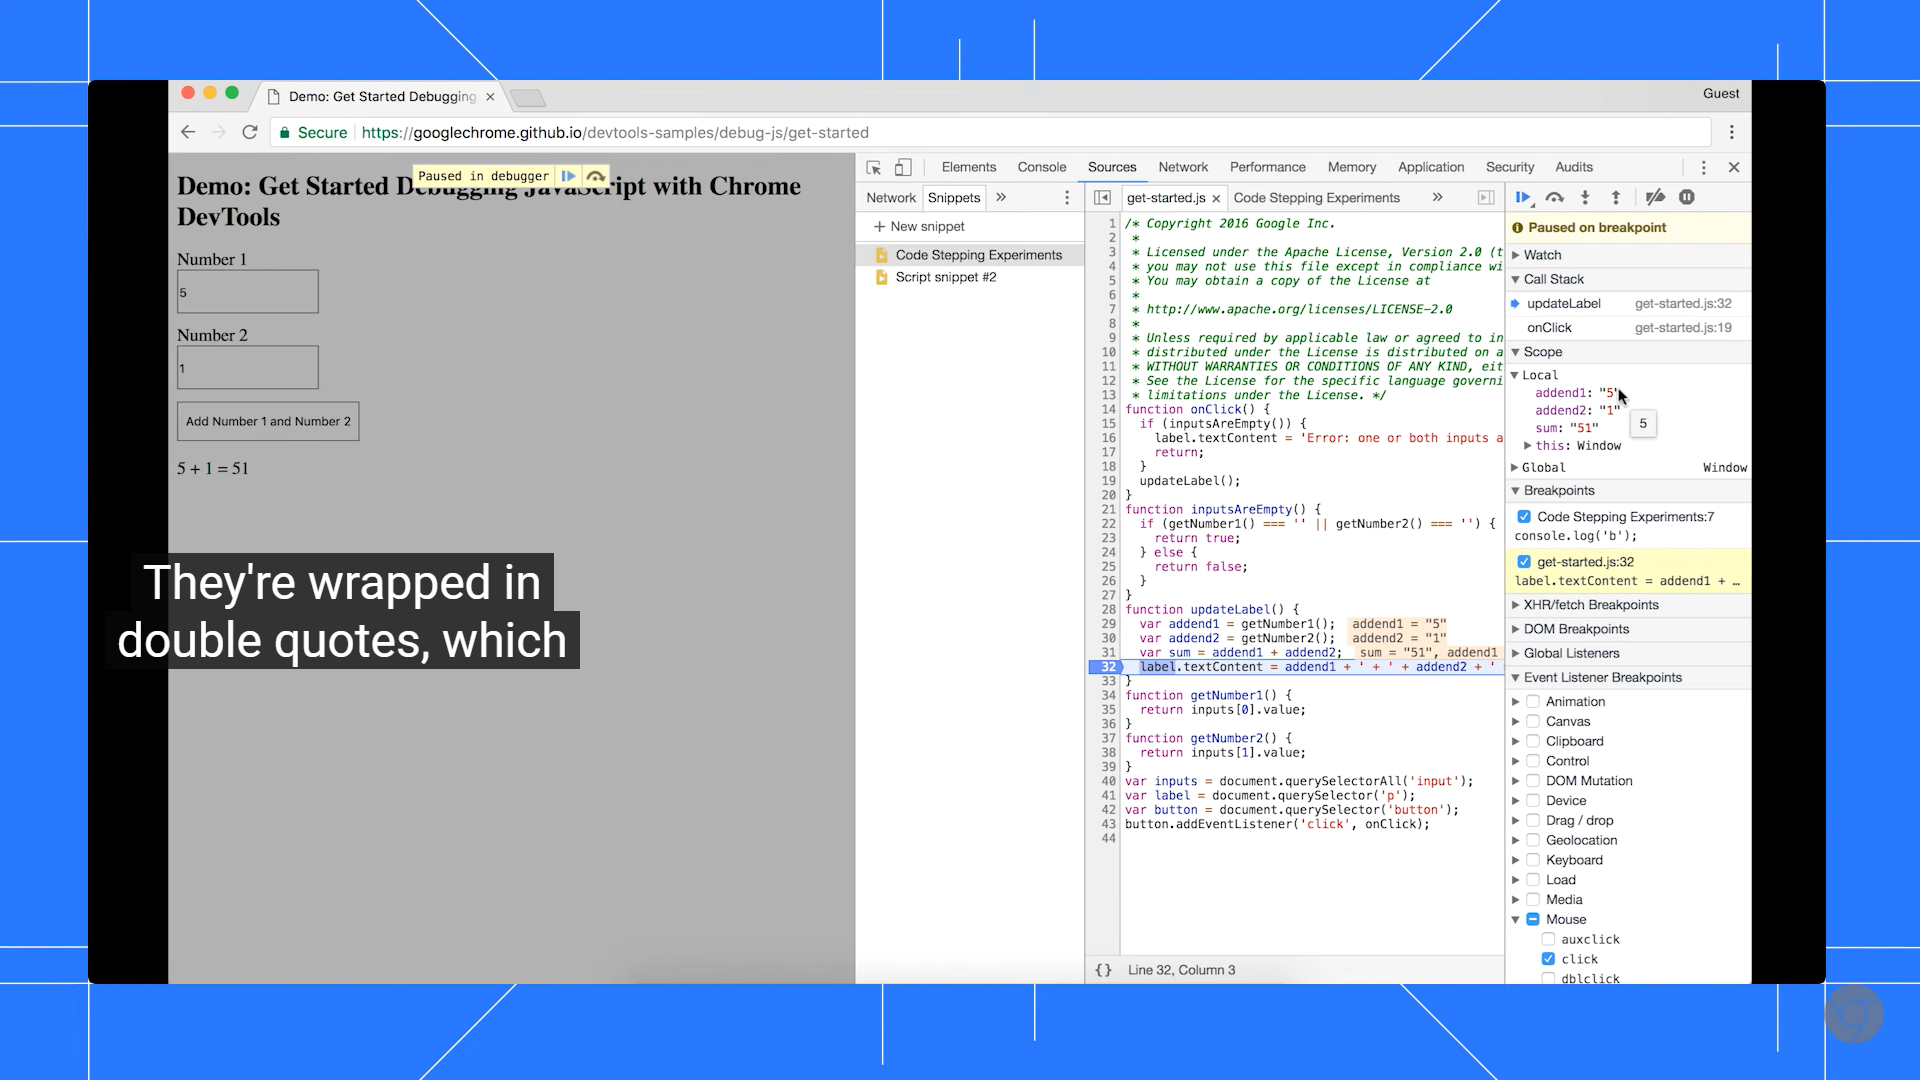 Demo: Get Started Debugging
Guest
Secure https://googlechrome.github.io/devtools-samples/debug-js/get-started
Paused in debugger
Demo: Get Started Debugging JavaScript with Chrome
DevTools
Number 1
5
Number 2
1
Add Number 1 and Number 2
5 + 1 = 51
They're wrapped in
double quotes, which
Elements Console Sources Network Performance Memory Application Security Audits
Network Snippets
New snippet
Code Stepping Experiments
Script snippet #2
get-started.js Code Stepping Experiments
1 /* Copyright 2016 Google Inc.
2 *
3 * Licensed under the Apache License, Version 2.0 (t
4 * you may not use this file except in compliance wi
5 * You may obtain a copy of the License at
6 *
7 * http://www.apache.org/licenses/LICENSE-2.0
8 *
9 * Unless required by applicable law or agreed to in
10 * distributed under the License is distributed on a
11 * WITHOUT WARRANTIES OR CONDITIONS OF ANY KIND, eit
12 * See the License for the specific language governi
13 * limitations under the License. */
14 function onClick() {
15 if (inputsAreEmpty()) {
16 label.textContent = 'Error: one or both inputs a
17 return;
18 }
19 updateLabel();
20 }
21 function inputsAreEmpty() {
22 if (getNumber1() === '' || getNumber2() === '') {
23 return true;
24 } else {
25 return false;
26 }
27 }
28 function updateLabel() {
29 var addend1 = getNumber1(); addend1 = "5"
30 var addend2 = getNumber2(); addend2 = "1"
31 var sum = addend1 + addend2; sum = "51", addend1
32 label.textContent = addend1 + ' + ' + addend2 + '
33 }
34 function getNumber1() {
35 return inputs[0].value;
36 }
37 function getNumber2() {
38 return inputs[1].value;
39 }
40 var inputs = document.querySelectorAll('input');
41 var label = document.querySelector('p');
42 var button = document.querySelector('button');
43 button.addEventListener('click', onClick);
44
{} Line 32, Column 3
Paused on breakpoint
Watch
Call Stack
updateLabel get-started.js:32
onClick get-started.js:19
Scope
Local
addend1: "5"
addend2: "1"
5
sum: "51"
this: Window
Global Window
Breakpoints
Code Stepping Experiments:7
console.log('b');
get-started.js:32
label.textContent = addend1 + …
XHR/fetch Breakpoints
DOM Breakpoints
Global Listeners
Event Listener Breakpoints
Animation
Canvas
Clipboard
Control
DOM Mutation
Device
Drag / drop
Geolocation
Keyboard
Load
Media
Mouse
auxclick
click
dblclick